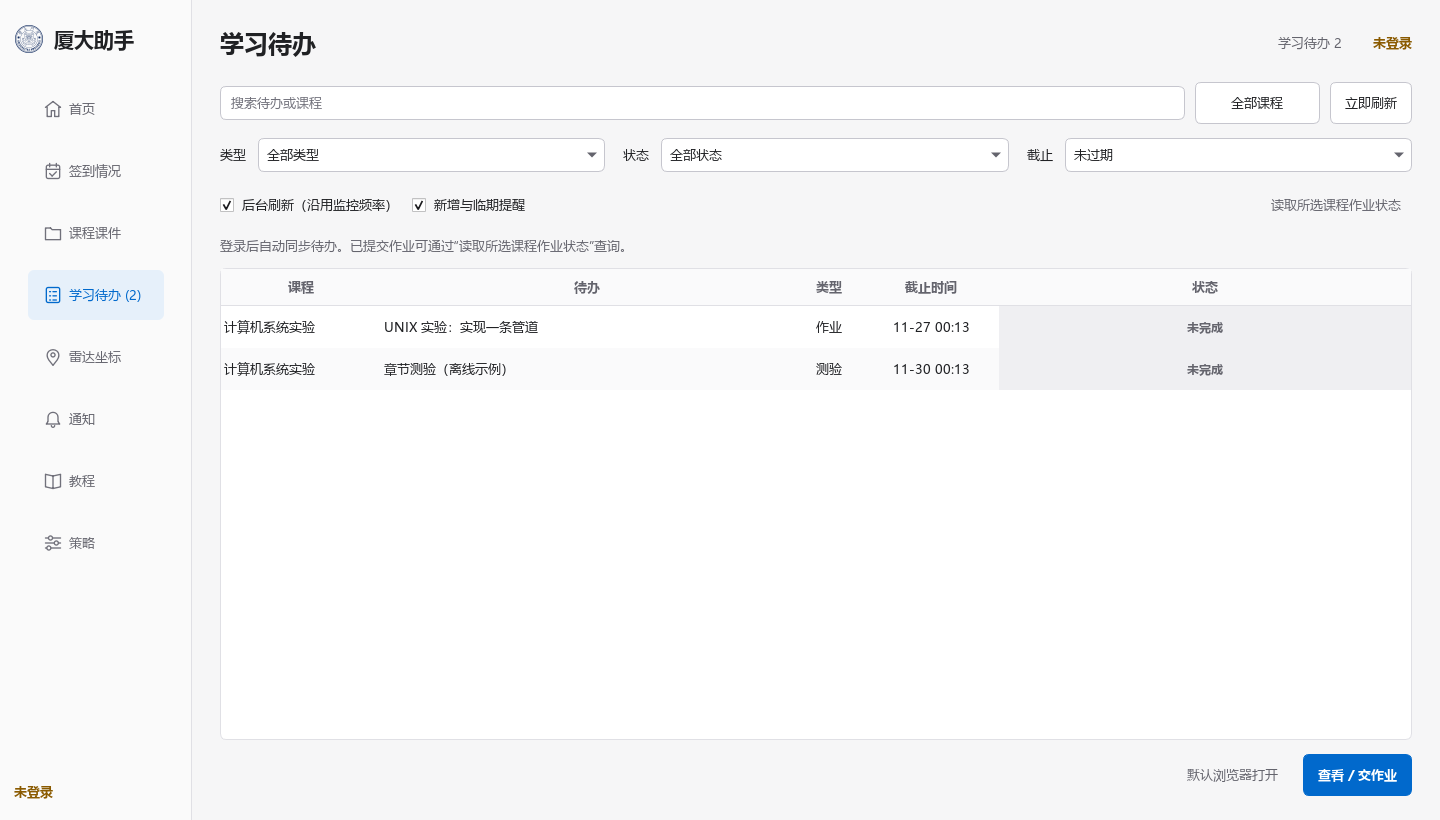 厦大助手
首页
签到情况
课程课件
学习待办 (2)
雷达坐标
通知
教程
策略
未登录
学习待办
学习待办 2
未登录
搜索待办或课程
全部课程
立即刷新
类型
全部类型
状态
全部状态
截止
未过期
后台刷新（沿用监控频率）
新增与临期提醒
读取所选课程作业状态
登录后自动同步待办。已提交作业可通过“读取所选课程作业状态”查询。
课程 待办 类型 截止时间 状态
计算机系统实验 UNIX 实验：实现一条管道 作业 11-27 00:13 未完成
计算机系统实验 章节测验（离线示例） 测验 11-30 00:13 未完成
默认浏览器打开
查看 / 交作业